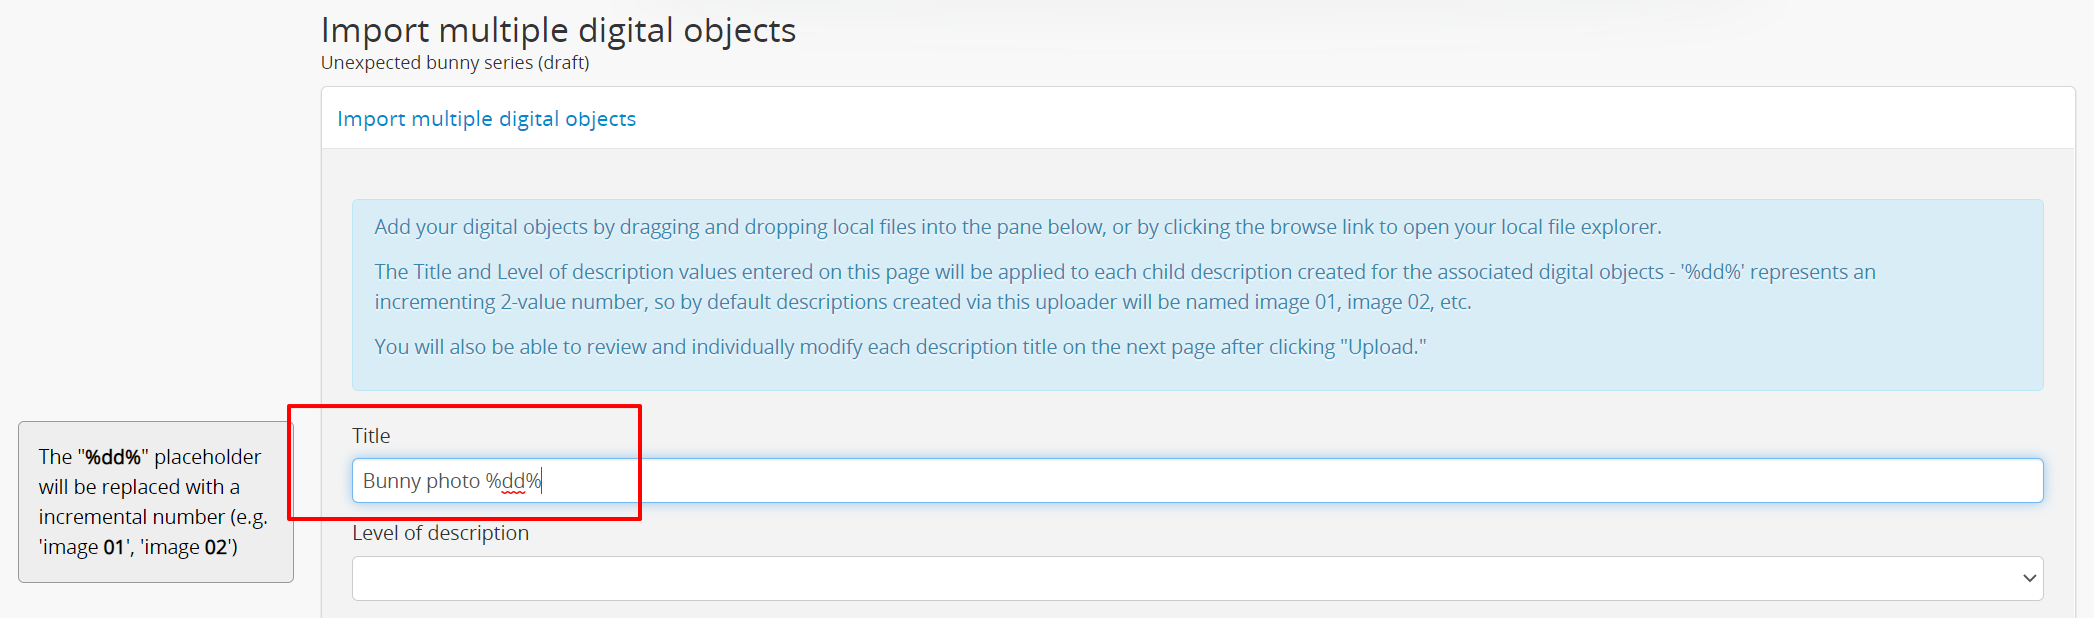 Import multiple digital objects
Unexpected bunny series (draft)
Import multiple digital objects
Add your digital objects by dragging and dropping local files into the pane below, or by clicking the browse link to open your local file explorer.
The Title and Level of description values entered on this page will be applied to each child description created for the associated digital objects - '%dd%' represents an
incrementing 2-value number, so by default descriptions created via this uploader will be named image 01, image 02, etc.
You will also be able to review and individually modify each description title on the next page after clicking "Upload."
The "%dd%" placeholder
will be replaced with a
incremental number (e.g.
'image 01', 'image 02')
Title
Bunny photo %dd%
Level of description